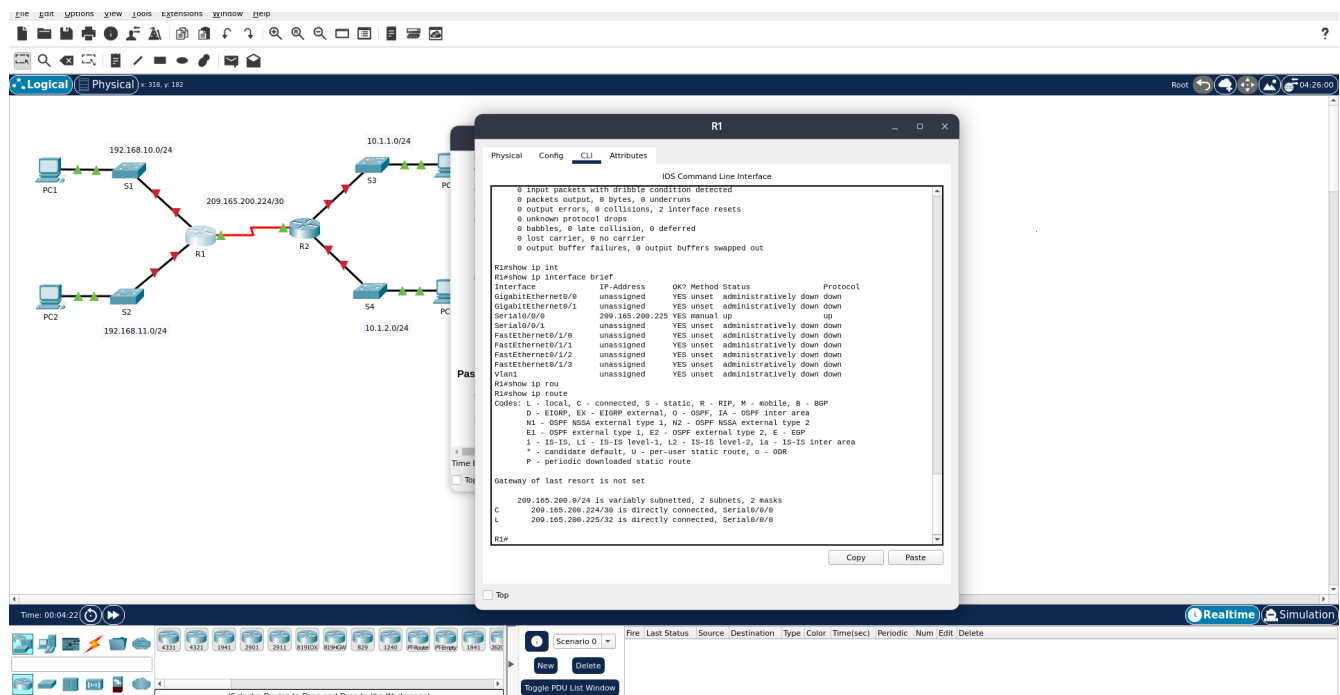 File Edit Options View Tools Extensions Window Help
?
Logical Physical x: 318, y: 182
Root 04:26:00
192.168.10.0/24
10.1.1.0/24
PC1
S1
S3
PC
209.165.200.224/30
R1
R2
PC2
S2
S4
PC
192.168.11.0/24
10.1.2.0/24
Pas
Time
To
R1
Physical Config CLI Attributes
IOS Command Line Interface
0 input packets with dribble condition detected
0 packets output, 0 bytes, 0 underruns
0 output errors, 0 collisions, 2 interface resets
0 unknown protocol drops
0 babbles, 0 late collision, 0 deferred
0 lost carrier, 0 no carrier
0 output buffer failures, 0 output buffers swapped out
R1#show ip int
R1#show ip interface brief
Interface IP-Address OK? Method Status Protocol
GigabitEthernet0/0 unassigned YES unset administratively down down
GigabitEthernet0/1 unassigned YES unset administratively down down
Serial0/0/0 209.165.200.225 YES manual up up
Serial0/0/1 unassigned YES unset administratively down down
FastEthernet0/1/0 unassigned YES unset administratively down down
FastEthernet0/1/1 unassigned YES unset administratively down down
FastEthernet0/1/2 unassigned YES unset administratively down down
FastEthernet0/1/3 unassigned YES unset administratively down down
Vlan1 unassigned YES unset administratively down down
R1#show ip rou
R1#show ip route
Codes: L - local, C - connected, S - static, R - RIP, M - mobile, B - BGP
D - EIGRP, EX - EIGRP external, O - OSPF, IA - OSPF inter area
N1 - OSPF NSSA external type 1, N2 - OSPF NSSA external type 2
E1 - OSPF external type 1, E2 - OSPF external type 2, E - EGP
i - IS-IS, L1 - IS-IS level-1, L2 - IS-IS level-2, ia - IS-IS inter area
* - candidate default, U - per-user static route, o - ODR
P - periodic downloaded static route
Gateway of last resort is not set
209.165.200.0/24 is variably subnetted, 2 subnets, 2 masks
C 209.165.200.224/30 is directly connected, Serial0/0/0
L 209.165.200.225/32 is directly connected, Serial0/0/0
R1#
Copy Paste
Top
Time: 00:04:22
Realtime Simulation
4331 4321 1941 2901 2911 819IOX 819HGW 829 1240 PT-Router PT-Empty 1841 262
Scenario 0
New Delete
Toggle PDU List Window
Fire Last Status Source Destination Type Color Time(sec) Periodic Num Edit Delete
(Select a Device to Drag and Drop to the Workspace)